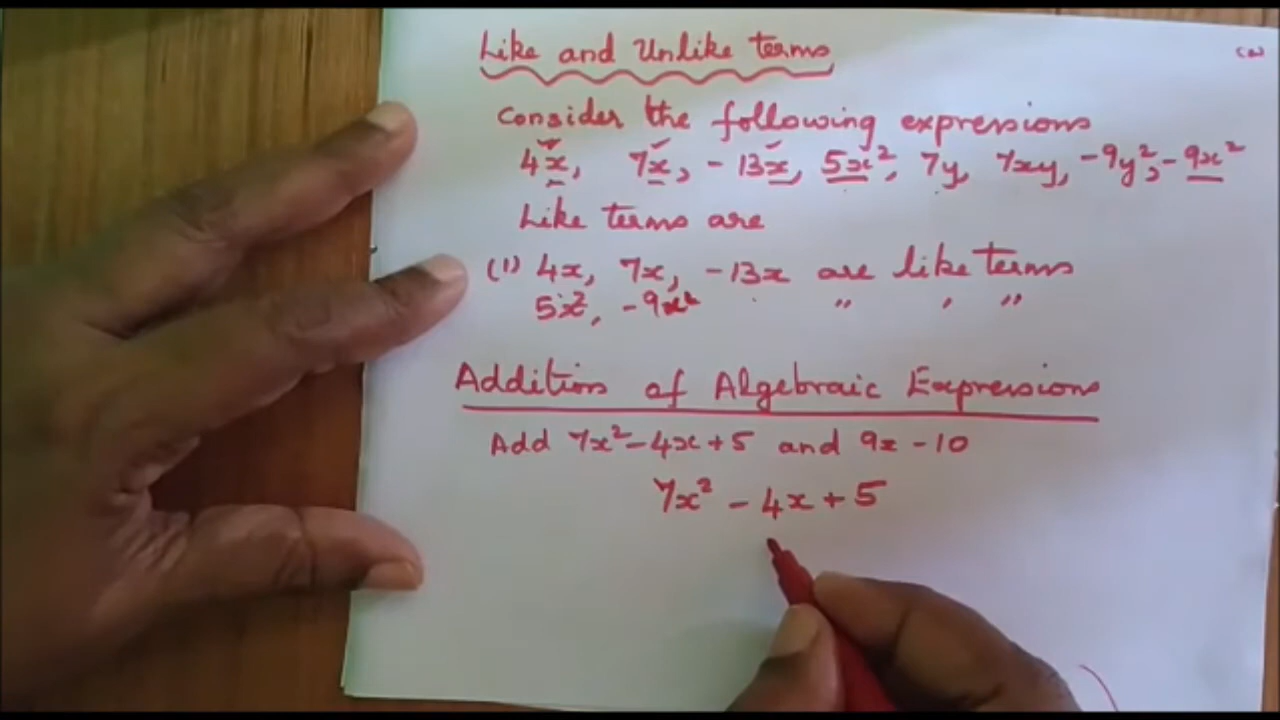 Like and Unlike terms
Consider the following expressions
4x, 7x, -13x, 5x², 7y, 7xy, -9y², -9x²
Like terms are
(1) 4x, 7x, -13x are like terms
5x², -9x² " " "
Addition of Algebraic Expressions
Add 7x²-4x+5 and 9x-10
7x² - 4x + 5